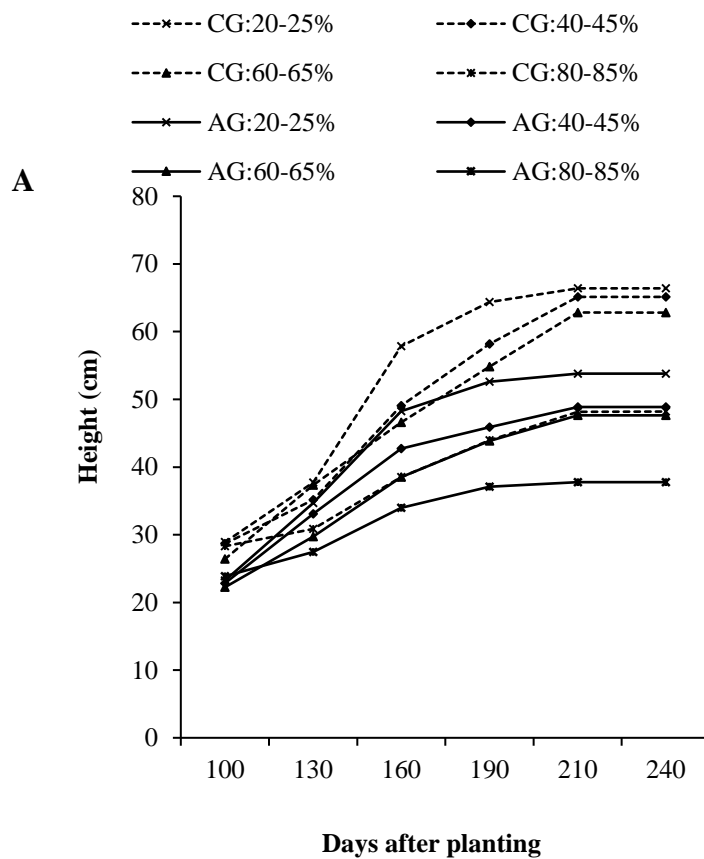 CG:20-25% CG:40-45%
CG:60-65% CG:80-85%
AG:20-25% AG:40-45%
AG:60-65% AG:80-85%
A
80
70
60
50
40
30
20
10
0
Height (cm)
100 130 160 190 210 240
Days after planting